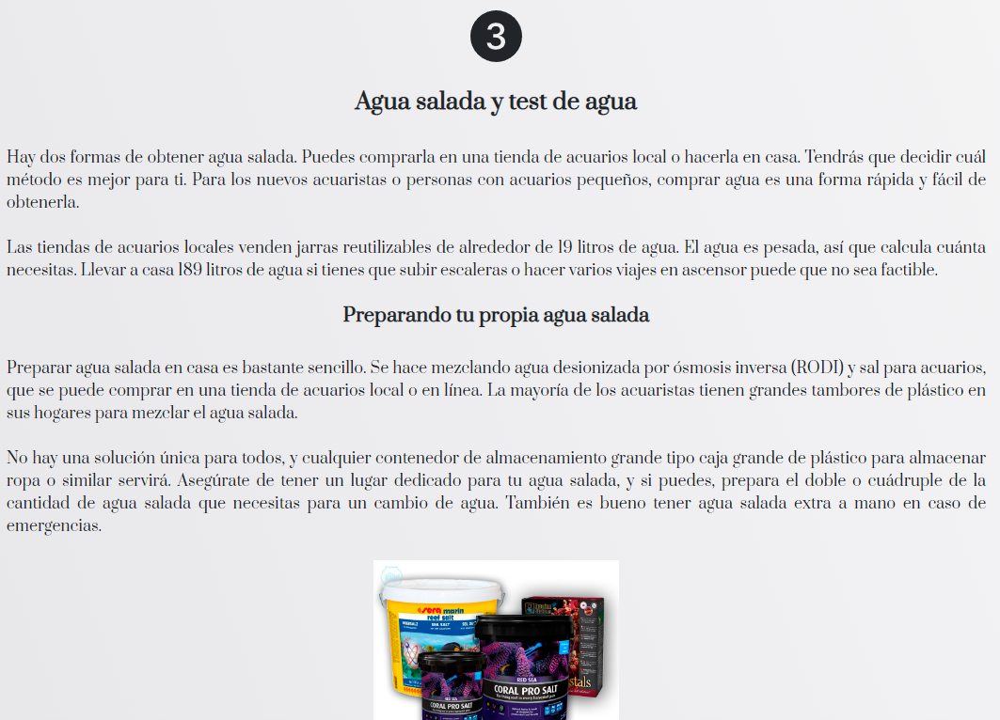 3
Agua salada y test de agua
Hay dos formas de obtener agua salada. Puedes comprarla en una tienda de acuarios local o hacerla en casa. Tendrás que decidir cuál
método es mejor para ti. Para los nuevos acuaristas o personas con acuarios pequeños, comprar agua es una forma rápida y fácil de
obtenerla.
Las tiendas de acuarios locales venden jarras reutilizables de alrededor de 19 litros de agua. El agua es pesada, así que calcula cuánta
necesitas. Llevar a casa 189 litros de agua si tienes que subir escaleras o hacer varios viajes en ascensor puede que no sea factible.
Preparando tu propia agua salada
Preparar agua salada en casa es bastante sencillo. Se hace mezclando agua desionizada por ósmosis inversa (RODI) y sal para acuarios,
que se puede comprar en una tienda de acuarios local o en línea. La mayoría de los acuaristas tienen grandes tambores de plástico en
sus hogares para mezclar el agua salada.
No hay una solución única para todos, y cualquier contenedor de almacenamiento grande tipo caja grande de plástico para almacenar
ropa o similar servirá. Asegúrate de tener un lugar dedicado para tu agua salada, y si puedes, prepara el doble o cuádruple de la
cantidad de agua salada que necesitas para un cambio de agua. También es bueno tener agua salada extra a mano en caso de
emergencias.
sera marin
reef salt
SEA SALT
RED SEA
CORAL PRO SALT
RED SEA
CORAL PRO SALT